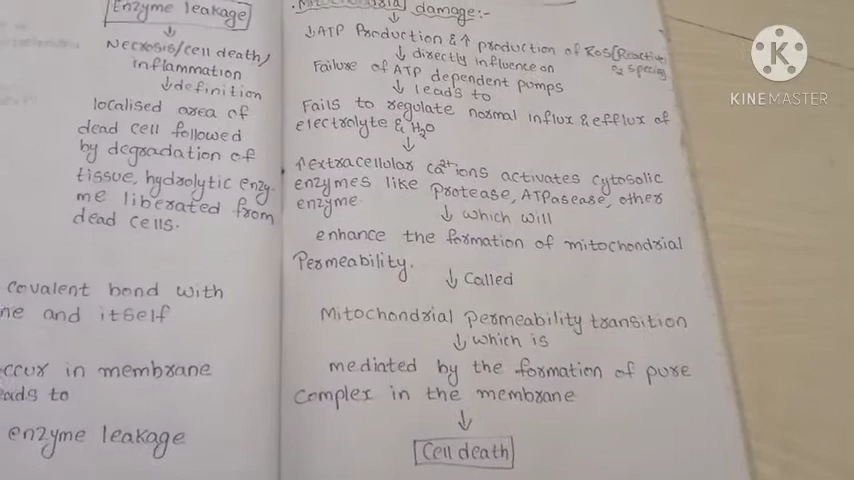 Enzyme leakage
↓
Necrosis/cell death/
inflammation
↓ definition
localised area of
dead cell followed
by degradation of
tissue, hydrolytic enzy-
me liberated from
dead cells.
covalent bond with
ne and itself
ccur in membrane
eads to
enzyme leakage
damage:-
↓
↓ATP Production & ↑ production of ROS[Reactive
O2 species
↓ directly influence on
Failure of ATP dependent pumps
↓ leads to
Fails to regulate normal influx & efflux of
electrolyte & H2O
↓
↑extracellular Ca2+ions activates cytosolic
enzymes like Protease, ATPasease, other
enzyme
↓ which will
enhance the formation of mitochondrial
Permeability.
↓ Called
Mitochondrial permeability transition
↓ which is
mediated by the formation of pure
Complex in the membrane
↓
Cell death
K
KINEMASTER